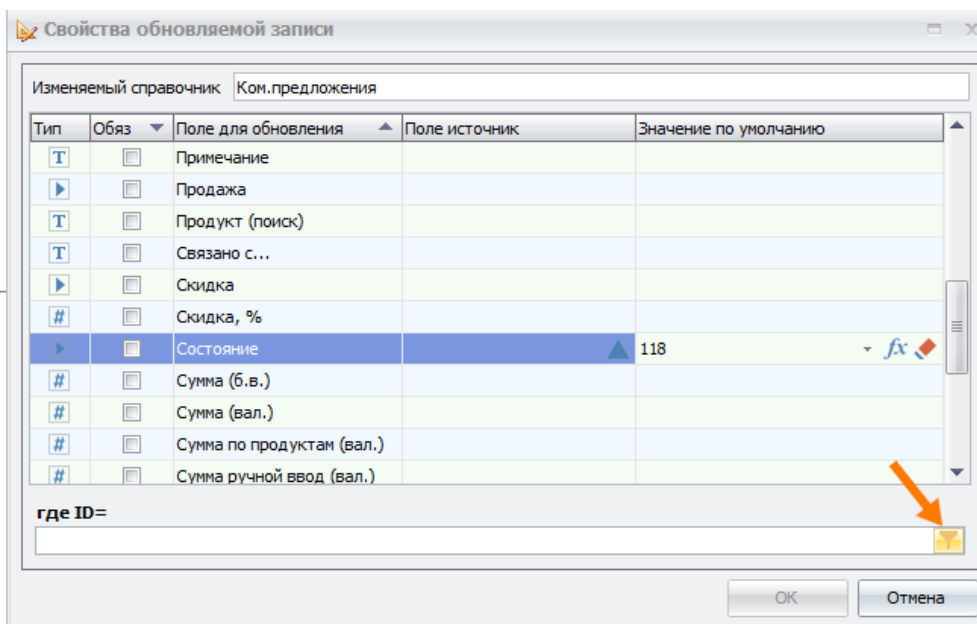 Свойства обновляемой записи
Изменяемый справочник Ком.предложения
Тип Обяз Поле для обновления Поле источник Значение по умолчанию
T Примечание
Продажа
T Продукт (поиск)
T Связано с...
Скидка
# Скидка, %
Состояние 118 fx
# Сумма (б.в.)
# Сумма (вал.)
# Сумма по продуктам (вал.)
# Сумма ручной ввод (вал.)
где ID=
OK Отмена